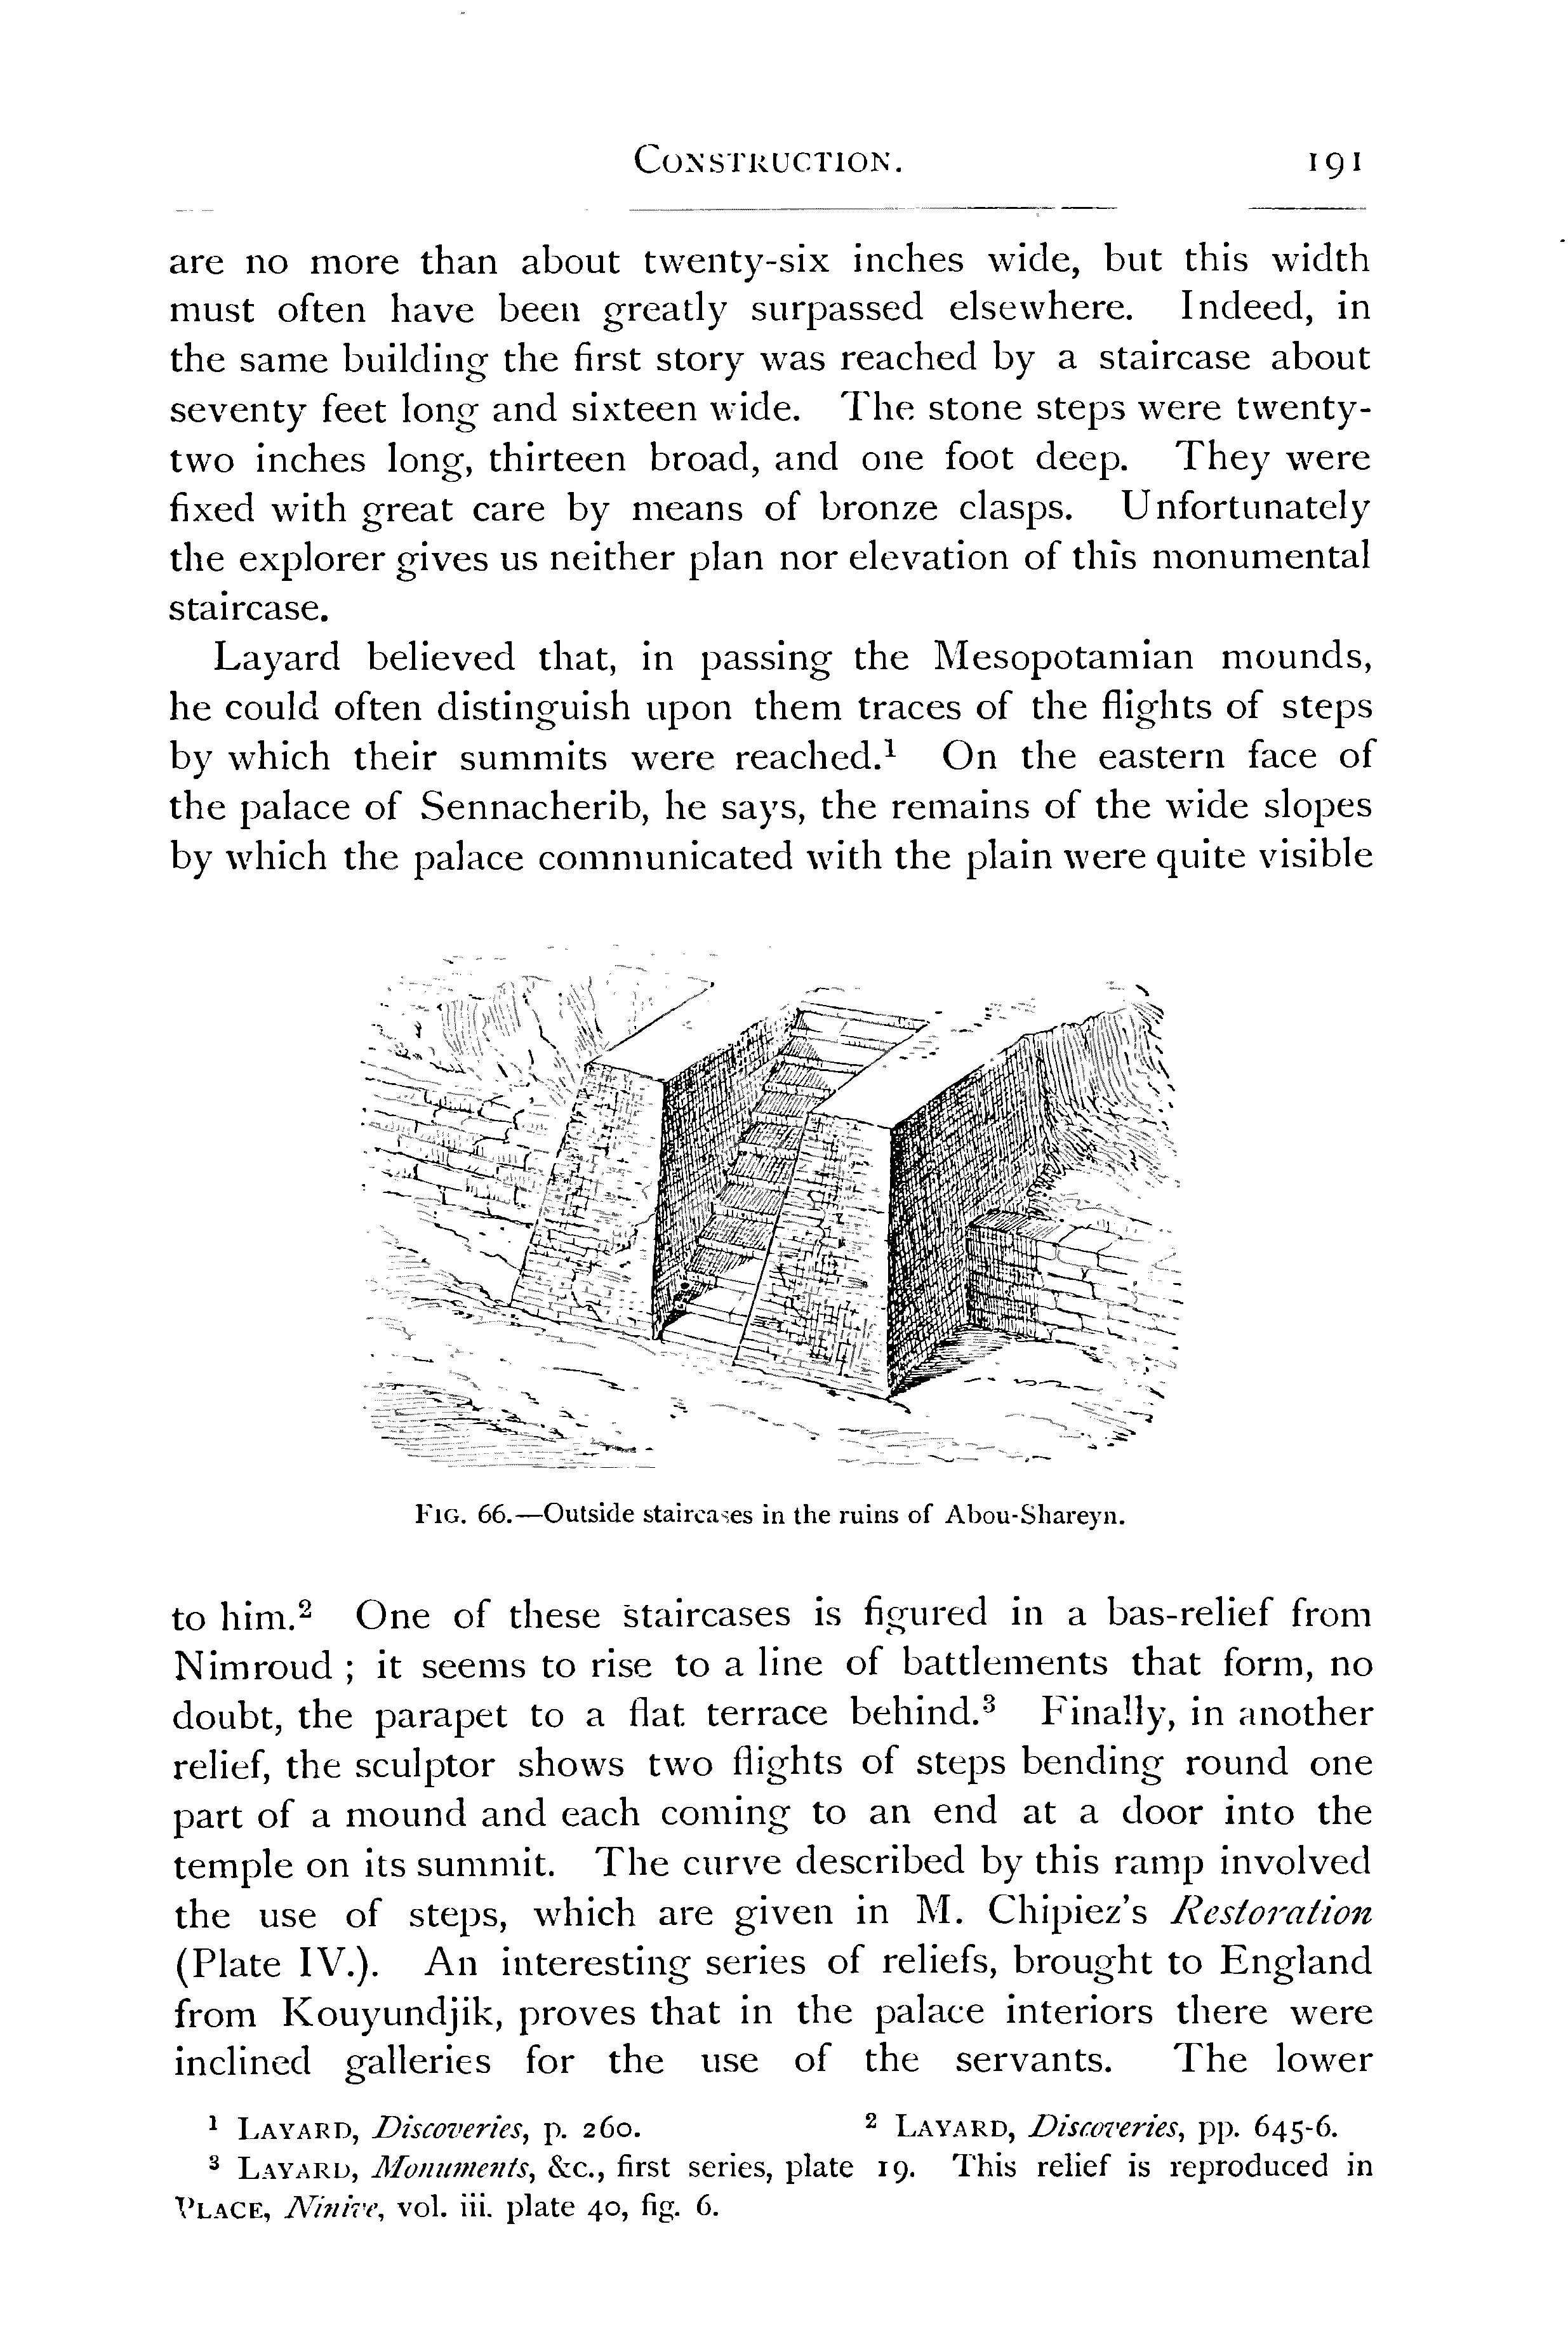 CONSTRUCTION. 191
are no more than about twenty-six inches wide, but this width
must often have been greatly surpassed elsewhere. Indeed, in
the same building the first story was reached by a staircase about
seventy feet long and sixteen wide. The stone steps were twenty-
two inches long, thirteen broad, and one foot deep. They were
fixed with great care by means of bronze clasps. Unfortunately
the explorer gives us neither plan nor elevation of this monumental
staircase.
Layard believed that, in passing the Mesopotamian mounds,
he could often distinguish upon them traces of the flights of steps
by which their summits were reached.¹ On the eastern face of
the palace of Sennacherib, he says, the remains of the wide slopes
by which the palace communicated with the plain were quite visible
FIG. 66.—Outside staircases in the ruins of Abou-Shareyn.
to him.² One of these staircases is figured in a bas-relief from
Nimroud ; it seems to rise to a line of battlements that form, no
doubt, the parapet to a flat terrace behind.³ Finally, in another
relief, the sculptor shows two flights of steps bending round one
part of a mound and each coming to an end at a door into the
temple on its summit. The curve described by this ramp involved
the use of steps, which are given in M. Chipiez's Restoration
(Plate IV.). An interesting series of reliefs, brought to England
from Kouyundjik, proves that in the palace interiors there were
inclined galleries for the use of the servants. The lower
¹ LAYARD, Discoveries, p. 260. ² LAYARD, Discoveries, pp. 645-6.
³ LAYARD, Monuments, &c., first series, plate 19. This relief is reproduced in
PLACE, Ninive, vol. iii. plate 40, fig. 6.